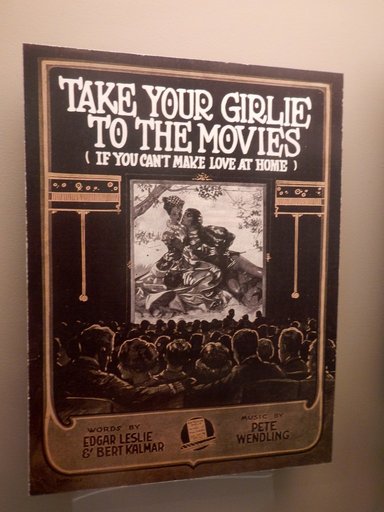 TAKE YOUR GIRLIE
TO THE MOVIES
( IF YOU CAN'T MAKE LOVE AT HOME )
WORDS BY
EDGAR LESLIE
& BERT KALMAR
MUSIC BY
PETE
WENDLING